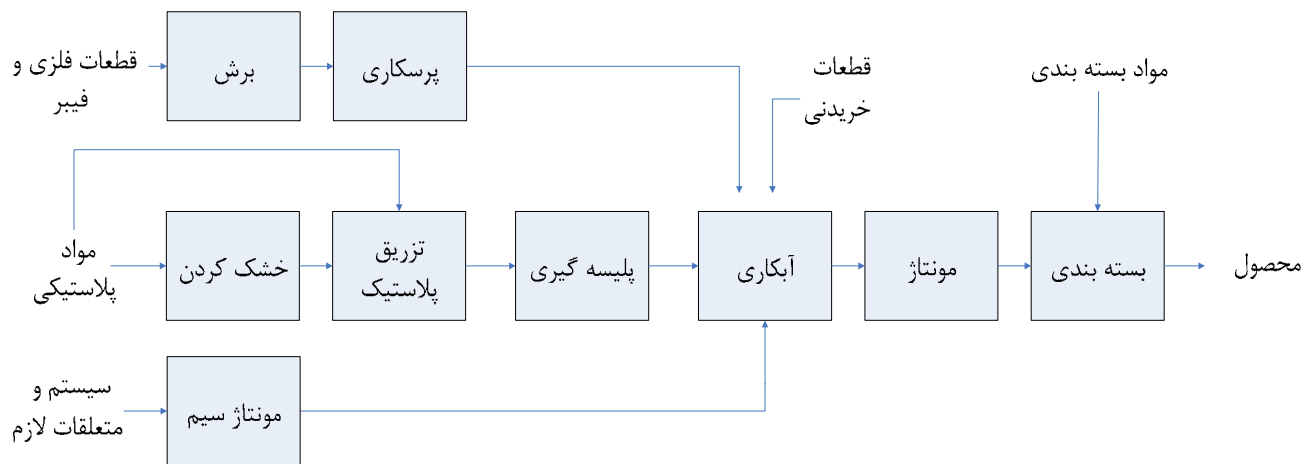 قطعات فلزی و
فیبر
برش
پرسکاری
قطعات
خریدنی
مواد بسته بندی
مواد
پلاستیکی
خشک کردن
تزریق
پلاستیک
پلیسه گیری
آبکاری
مونتاژ
بسته بندی
محصول
سیستم و
متعلقات لازم
مونتاژ سیم